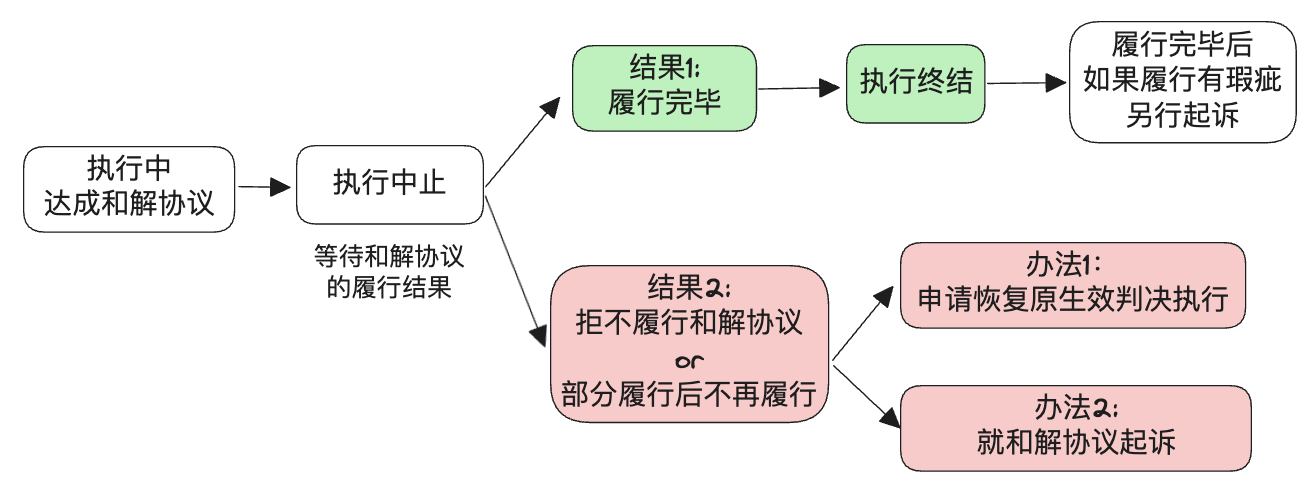 执行中
达成和解协议
执行中止
等待和解协议
的履行结果
结果1:
履行完毕
执行终结
履行完毕后
如果履行有瑕疵
另行起诉
结果2:
拒不履行和解协议
or
部分履行后不再履行
办法1:
申请恢复原生效判决执行
办法2:
就和解协议起诉